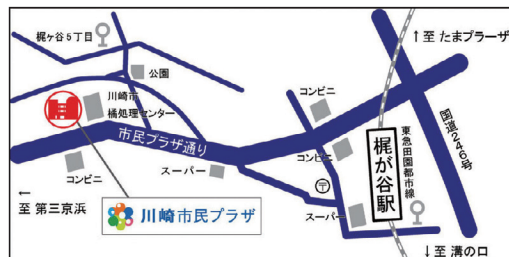 梶ヶ谷5丁目
公園
川崎市
橘処理センター
市民プラザ通り
コンビニ
スーパー
←
至 第三京浜
川崎市民プラザ
コンビニ
コンビニ
〒
スーパー
梶が谷駅
東急田園都市線
国道246号
↑至 たまプラーザ
↓至 溝の口